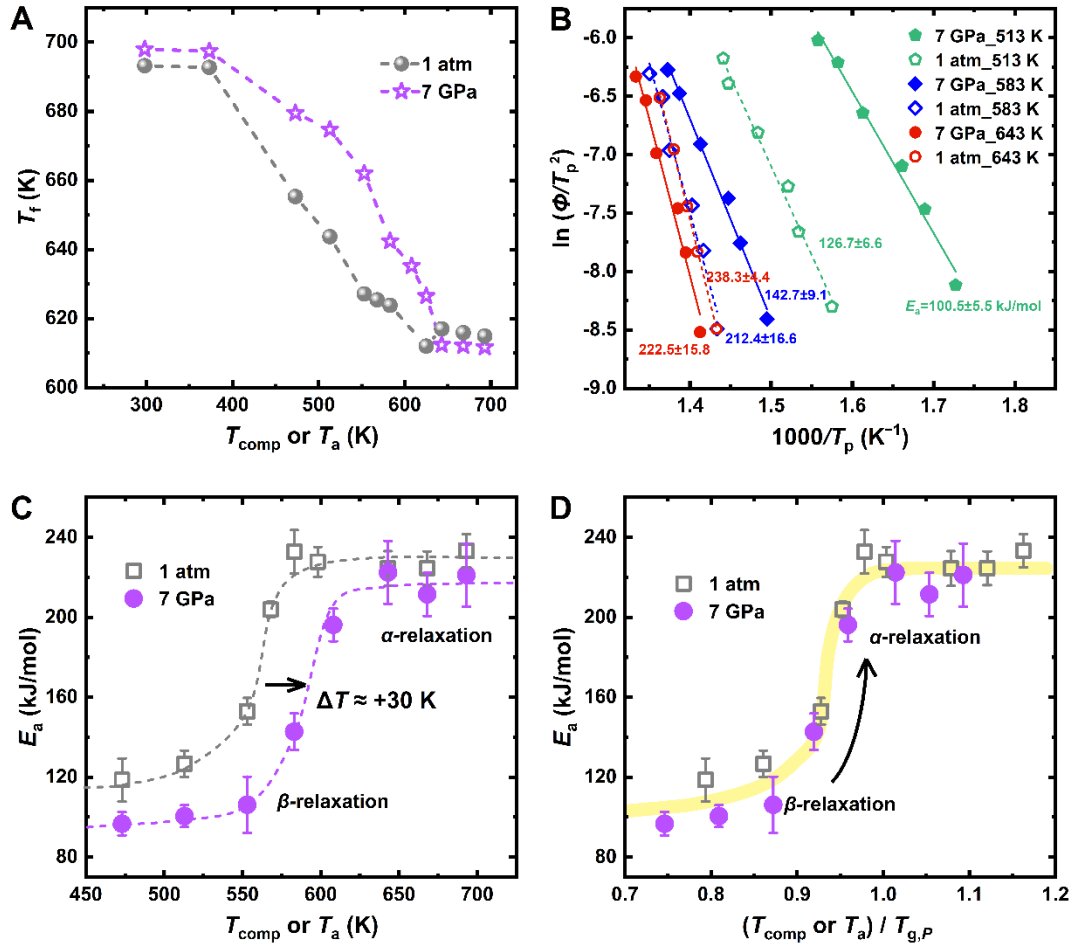 A
700
680
660
640
620
600
T_f (K)
1 atm
7 GPa
300
400
500
600
700
T_comp or T_a (K)
B
-6.0
-6.5
-7.0
-7.5
-8.0
-8.5
-9.0
ln (Φ/T_p²)
7 GPa_513 K
1 atm_513 K
7 GPa_583 K
1 atm_583 K
7 GPa_643 K
1 atm_643 K
126.7±6.6
238.3±4.4
142.7±9.1
E_a=100.5±5.5 kJ/mol
212.4±16.6
222.5±15.8
1.4
1.5
1.6
1.7
1.8
1000/T_p (K⁻¹)
C
240
200
160
120
80
E_a (kJ/mol)
1 atm
7 GPa
α-relaxation
ΔT ≈ +30 K
β-relaxation
450
500
550
600
650
700
T_comp or T_a (K)
D
240
200
160
120
80
E_a (kJ/mol)
1 atm
7 GPa
α-relaxation
β-relaxation
0.7
0.8
0.9
1.0
1.1
1.2
(T_comp or T_a) / T_g,P